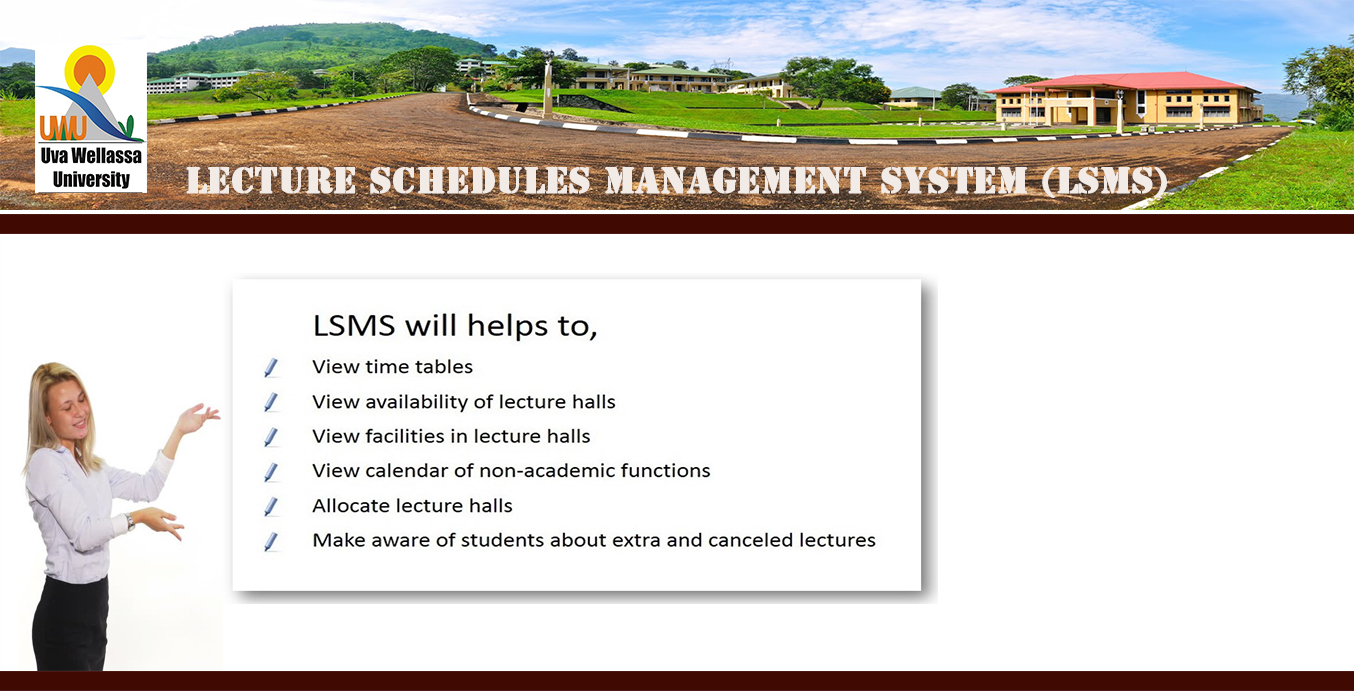 UWU
Uva Wellassa
University
LECTURE SCHEDULES MANAGEMENT SYSTEM (LSMS)
LSMS will helps to,
View time tables
View availability of lecture halls
View facilities in lecture halls
View calendar of non-academic functions
Allocate lecture halls
Make aware of students about extra and canceled lectures